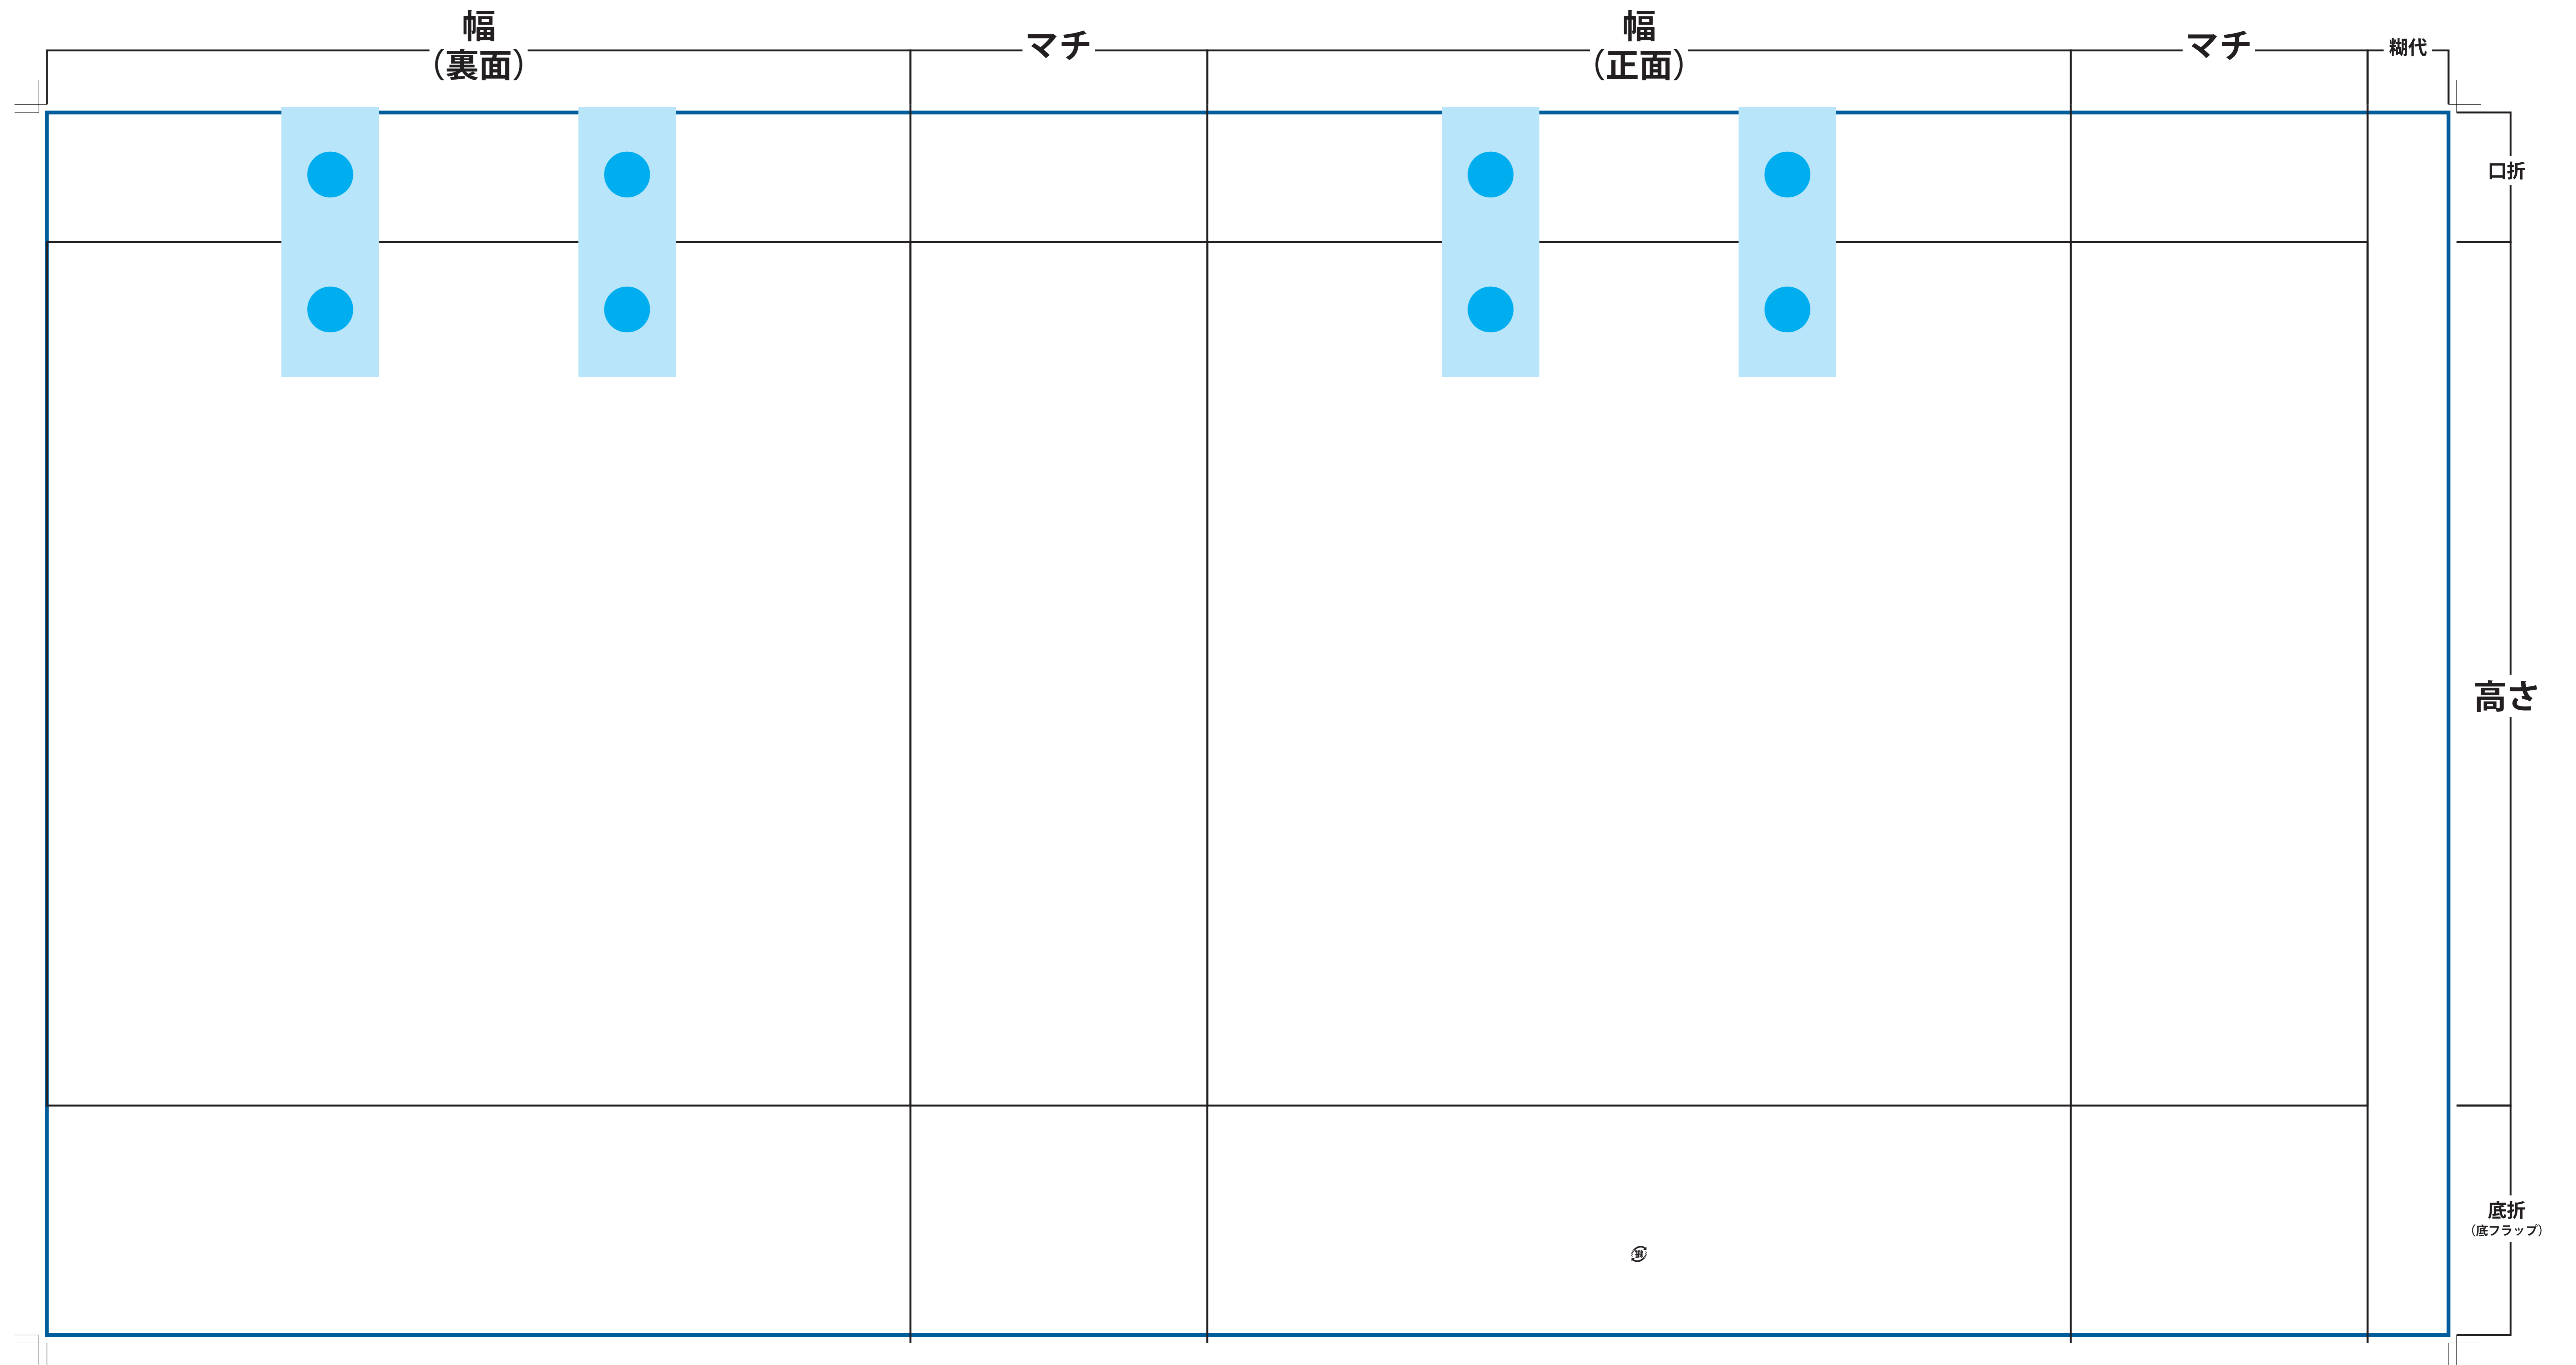 幅
（裏面）
マチ
幅
（正面）
マチ
糊代
口折
高さ
底折
（底フラップ）